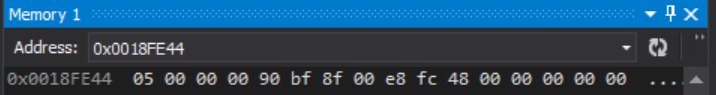 Memory 1
Address: 0x0018FE44
0x0018FE44 05 00 00 00 90 bf 8f 00 e8 fc 48 00 00 00 00 00 ....